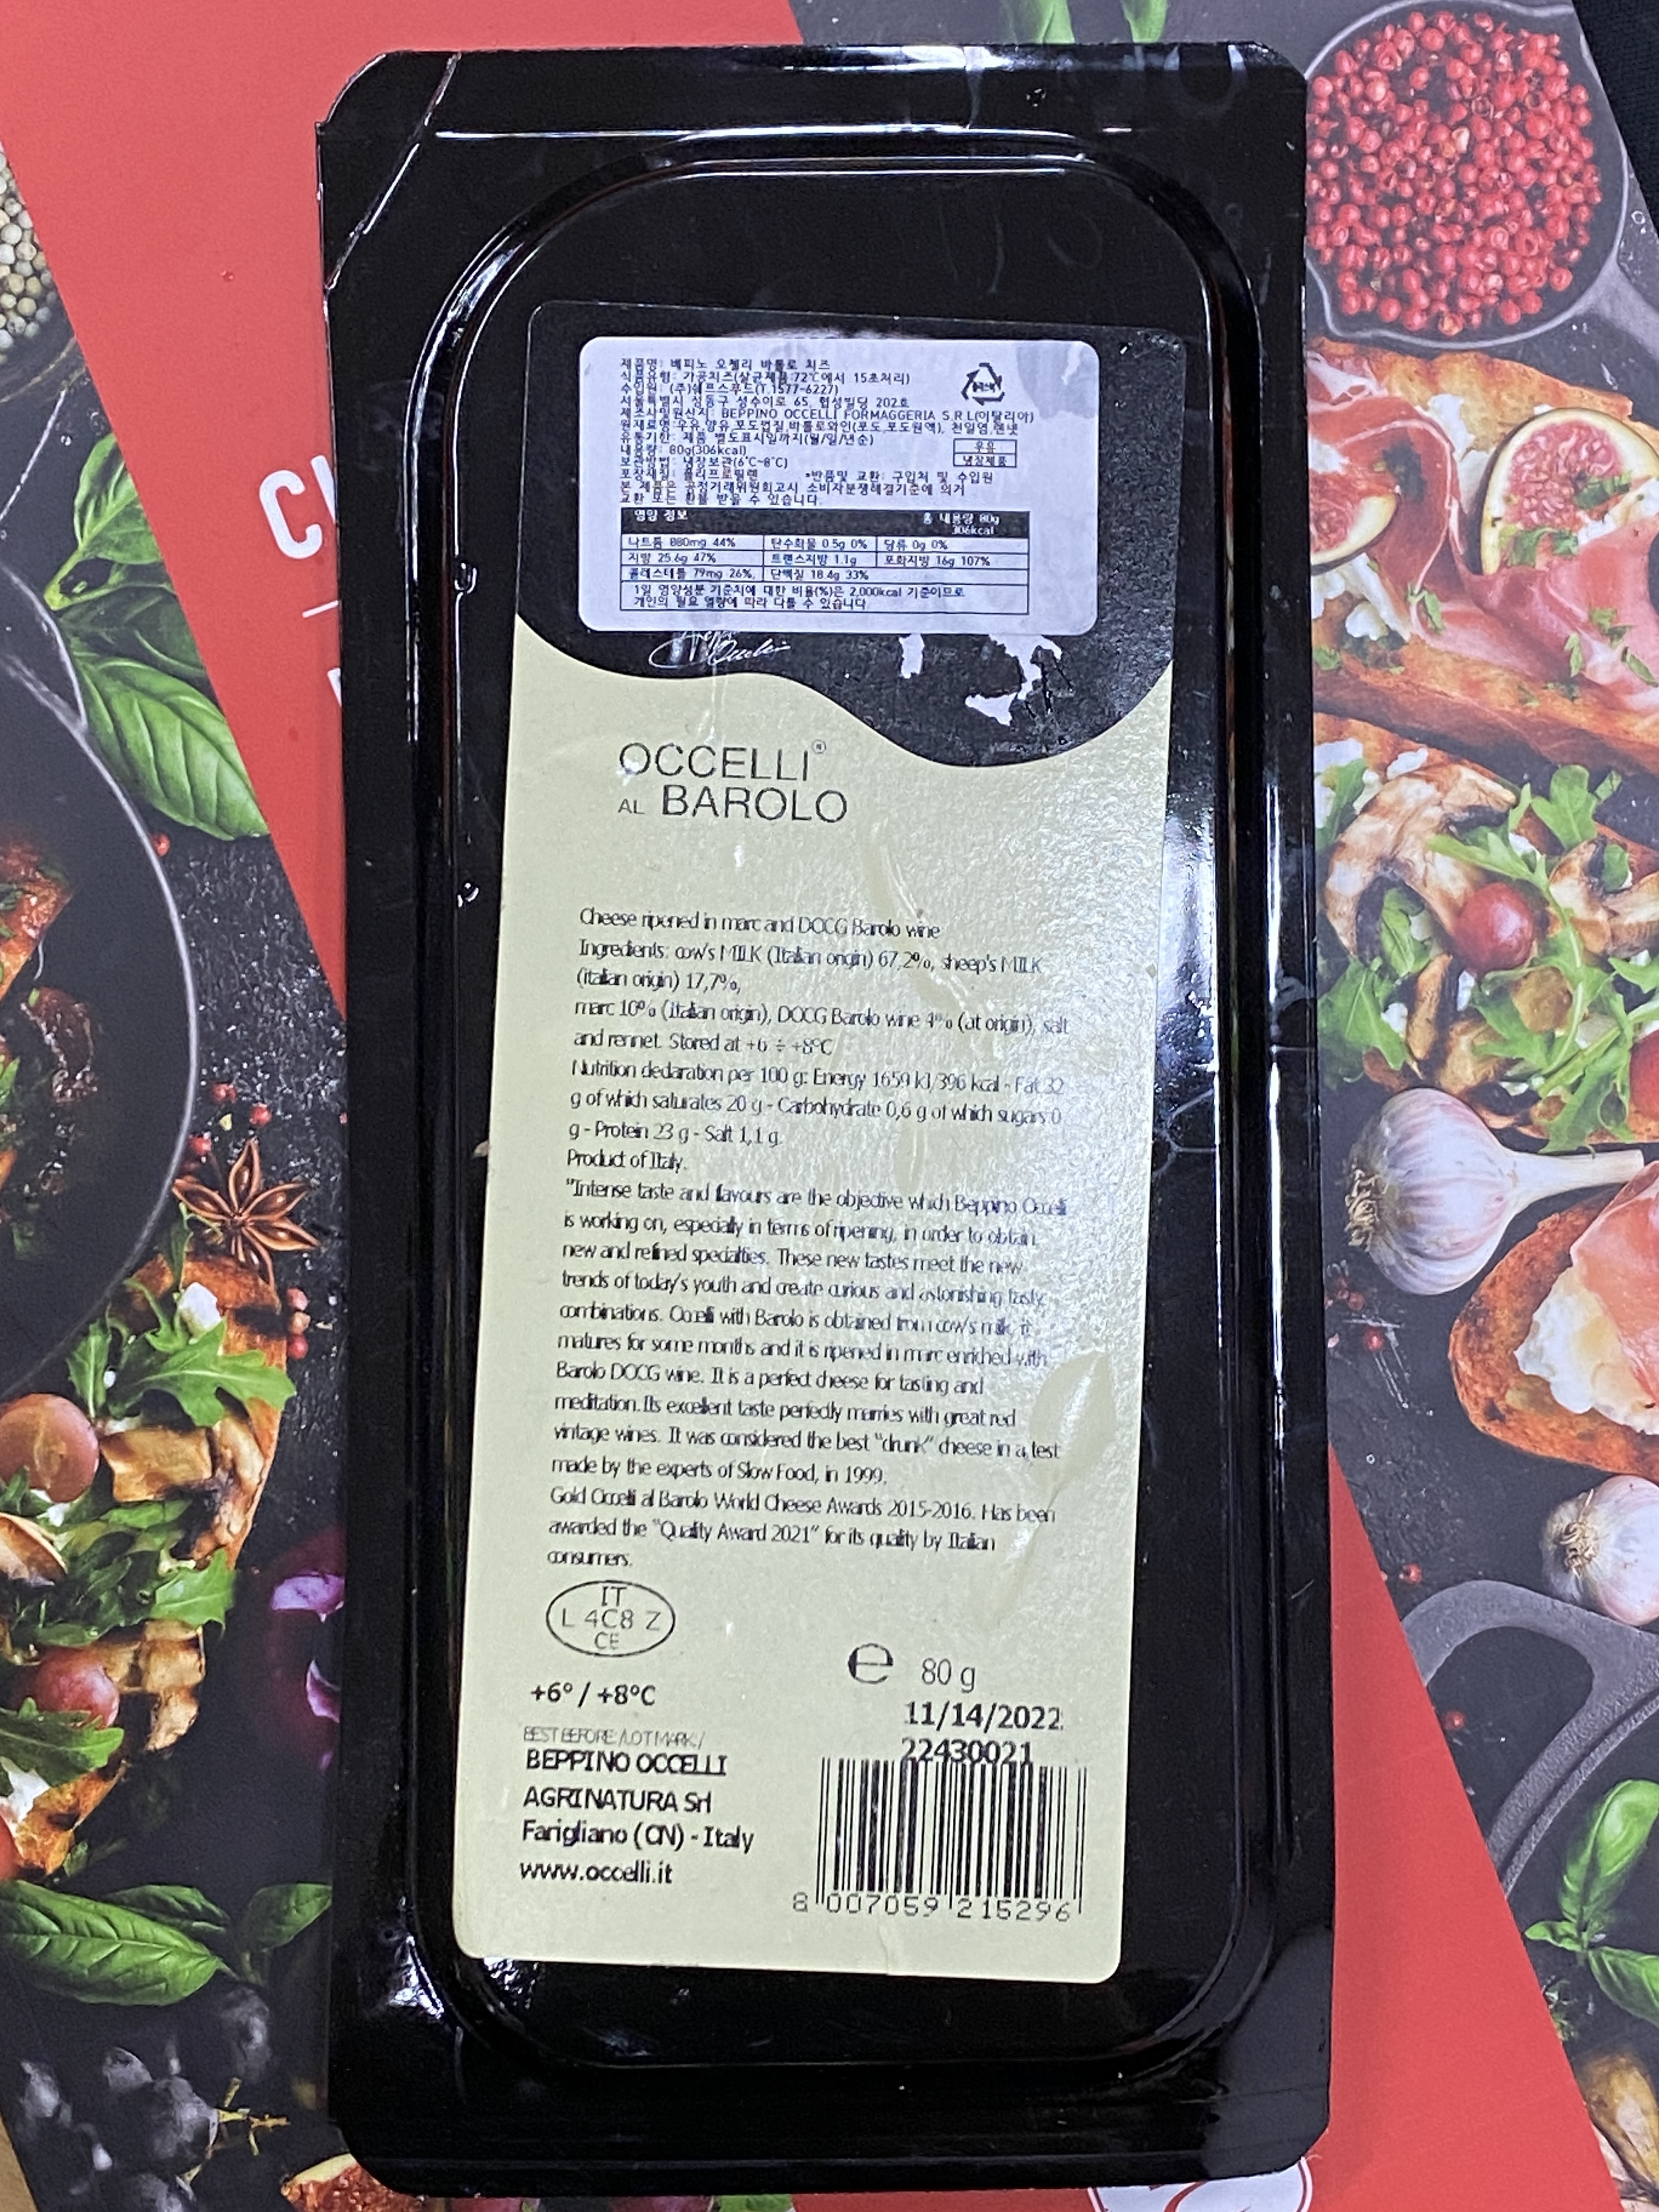 CH
제품명: 베피노 오첼리 바롤로 치즈
식품유형: 가공치즈(살균제품 72℃에서 15초처리)
수입원: (주)쉐프스푸드(T.1577-6227)
서울특별시 성동구 성수이로 65, 협성빌딩 202호
제조사및원산지: BEPPINO OCCELLI FORMAGGERIA S.R.L(이탈리아)
원재료명:우유,양유,포도껍질,바롤로와인(포도,포도원액), 천일염,렌넷
유통기한: 제품 별도표시일까지(월/일/년순)
우유
내용량: 80g(306kcal)
보관방법: 냉장보관(6℃~8℃)
냉장제품
포장재질: 폴리프로필렌 *반품및 교환: 구입처 및 수입원
본 제품은 공정거래위원회고시 소비자분쟁해결기준에 의거
교환 또는 환불 받을 수 있습니다.
영양 정보 총 내용량 80g
306kcal
나트륨 880mg 44% 탄수화물 0.5g 0% 당류 0g 0%
지방 25.6g 47% 트랜스지방 1.1g 포화지방 16g 107%
콜레스테롤 79mg 26% 단백질 18.4g 33%
1일 영양성분 기준치에 대한 비율(%)은 2,000kcal 기준이므로
개인의 필요 열량에 따라 다를 수 있습니다
OCCELLI®
AL BAROLO
Cheese ripened in marc and DOCG Barolo wine
Ingredients: cow's MILK (Italian origin) 67,2%, sheep's MILK
(italian origin) 17,7%,
marc 10% (Italian origin), DOCG Barolo wine 4% (at origin), salt
and rennet. Stored at +6 ÷ +8°C
Nutrition declaration per 100 g: Energy 1659 kJ/396 kcal - Fat 32
g of which saturates 20 g - Carbohydrate 0,6 g of which sugars 0
g - Protein 23 g - Salt 1,1 g.
Product of Italy.
"Intense taste and flavours are the objective which Beppino Occelli
is working on, especially in terms of ripening, in order to obtain
new and refined specialties. These new tastes meet the new
trends of today's youth and create curious and astonishing tasty
combinations. Occelli with Barolo is obtained from cow's milk, it
matures for some months and it is ripened in marc enriched with
Barolo DOCG wine. It is a perfect cheese for tasting and
meditation.Its excellent taste perfectly marries with great red
vintage wines. It was considered the best "drunk" cheese in a test
made by the experts of Slow Food, in 1999.
Gold Occelli al Barolo World Cheese Awards 2015-2016. Has been
awarded the "Quality Award 2021" for its quality by Italian
consumers.
IT
L 4C8 Z
CE
e 80 g
+6° / +8°C
11/14/2022
BEST BEFORE /LOT MARK /
22430021
BEPPINO OCCELLI
AGRINATURA Srl
Farigliano (CN) - Italy
www.occelli.it
8 007059 215296